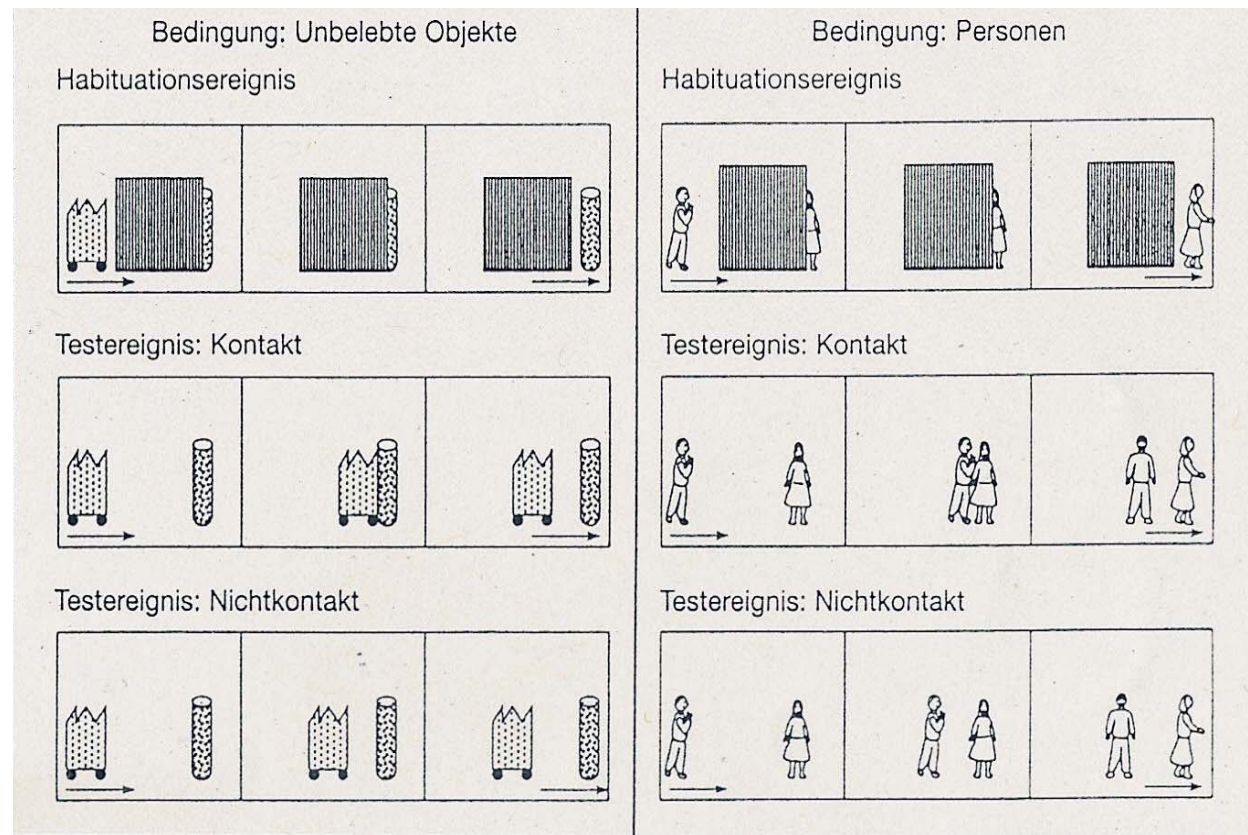 Bedingung: Unbelebte Objekte
Habituationsereignis
Testereignis: Kontakt
Testereignis: Nichtkontakt
Bedingung: Personen
Habituationsereignis
Testereignis: Kontakt
Testereignis: Nichtkontakt